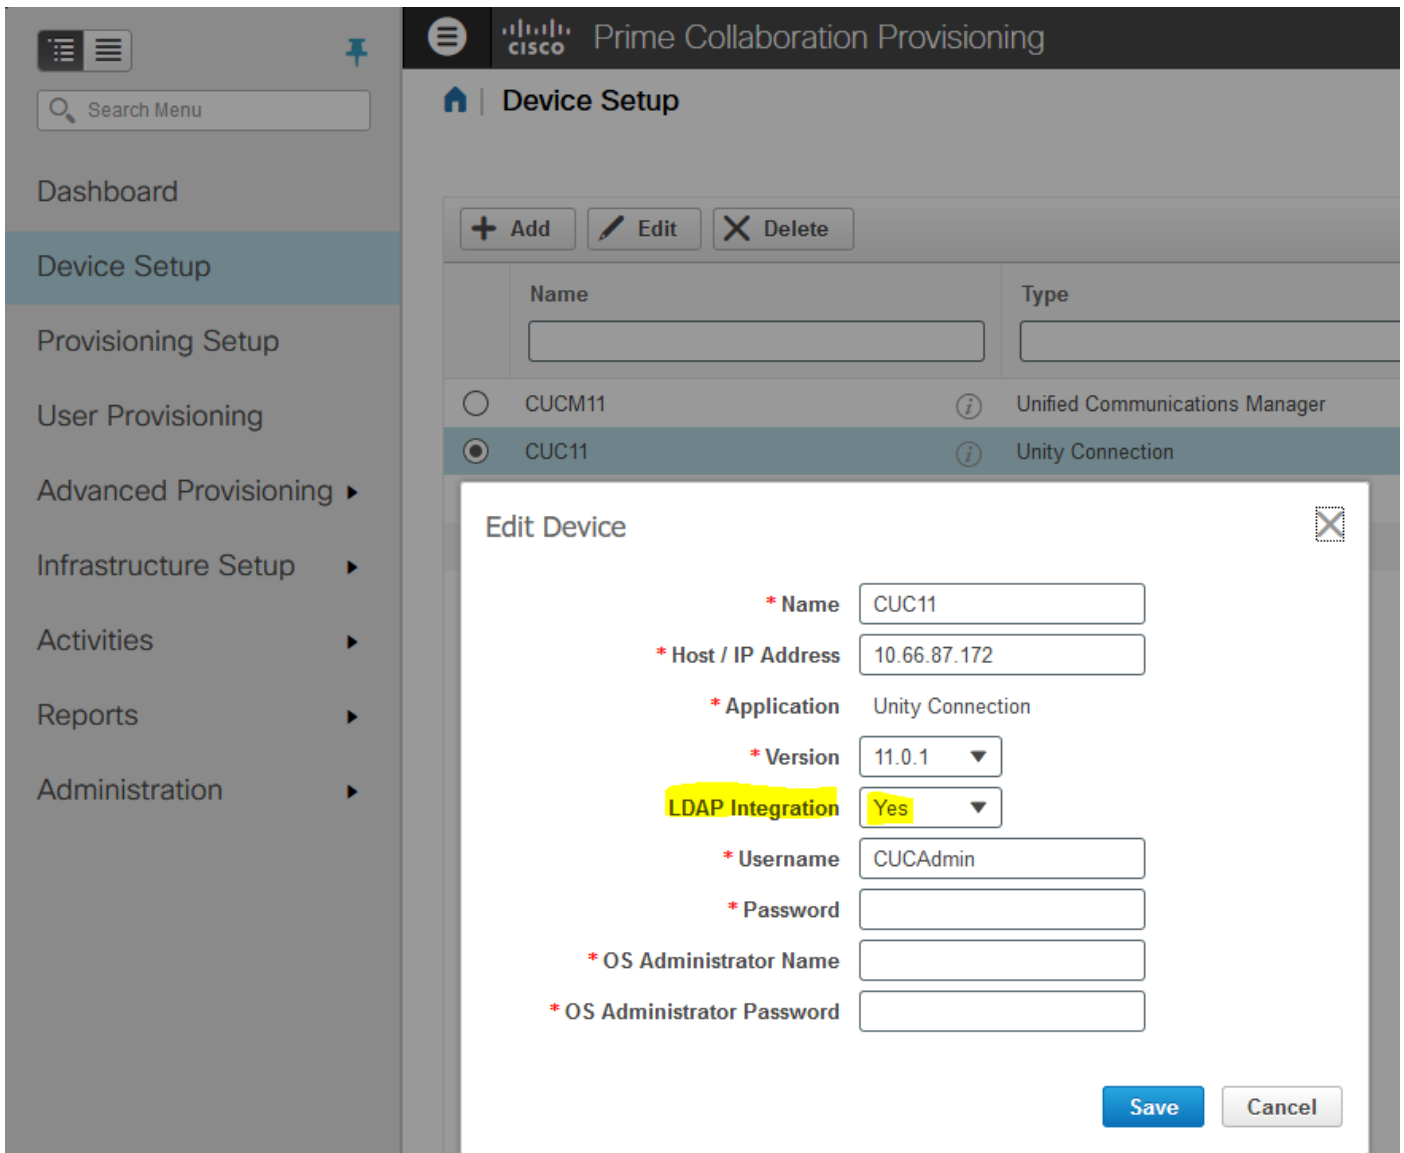 Search Menu
Dashboard
Device Setup
Provisioning Setup
User Provisioning
Advanced Provisioning
Infrastructure Setup
Activities
Reports
Administration
cisco Prime Collaboration Provisioning
Device Setup
Add Edit Delete
Name Type
CUCM11 i Unified Communications Manager
CUC11 i Unity Connection
Edit Device
* Name CUC11
* Host / IP Address 10.66.87.172
* Application Unity Connection
* Version 11.0.1
LDAP Integration Yes
* Username CUCAdmin
* Password
* OS Administrator Name
* OS Administrator Password
Save Cancel